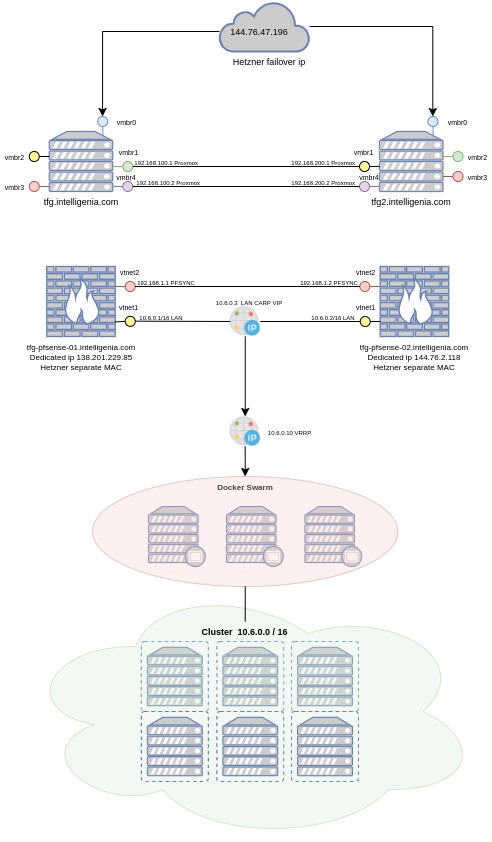 144.76.47.196
Hetzner failover ip
vmbr0
vmbr0
vmbr2
vmbr1
vmbr1
vmbr2
192.168.100.1 Proxmox
192.168.200.1 Proxmox
vmbr3
vmbr4
vmbr4
vmbr3
192.168.100.2 Proxmox
192.168.200.2 Proxmox
tfg.intelligenia.com
tfg2.intelligenia.com
vtnet2
vtnet2
192.168.1.1 PFSYNC
192.168.1.2 PFSYNC
10.6.0.3 LAN CARP VIP
vtnet1
vtnet1
10.6.0.1/16 LAN
10.6.0.2/16 LAN
IP
tfg-pfsense-01.intelligenia.com
Dedicated ip 138.201.229.85
Hetzner separate MAC
tfg-pfsense-02.intelligenia.com
Dedicated ip 144.76.2.118
Hetzner separate MAC
IP
10.6.0.10 VRRP
Docker Swarm
Cluster 10.6.0.0 / 16